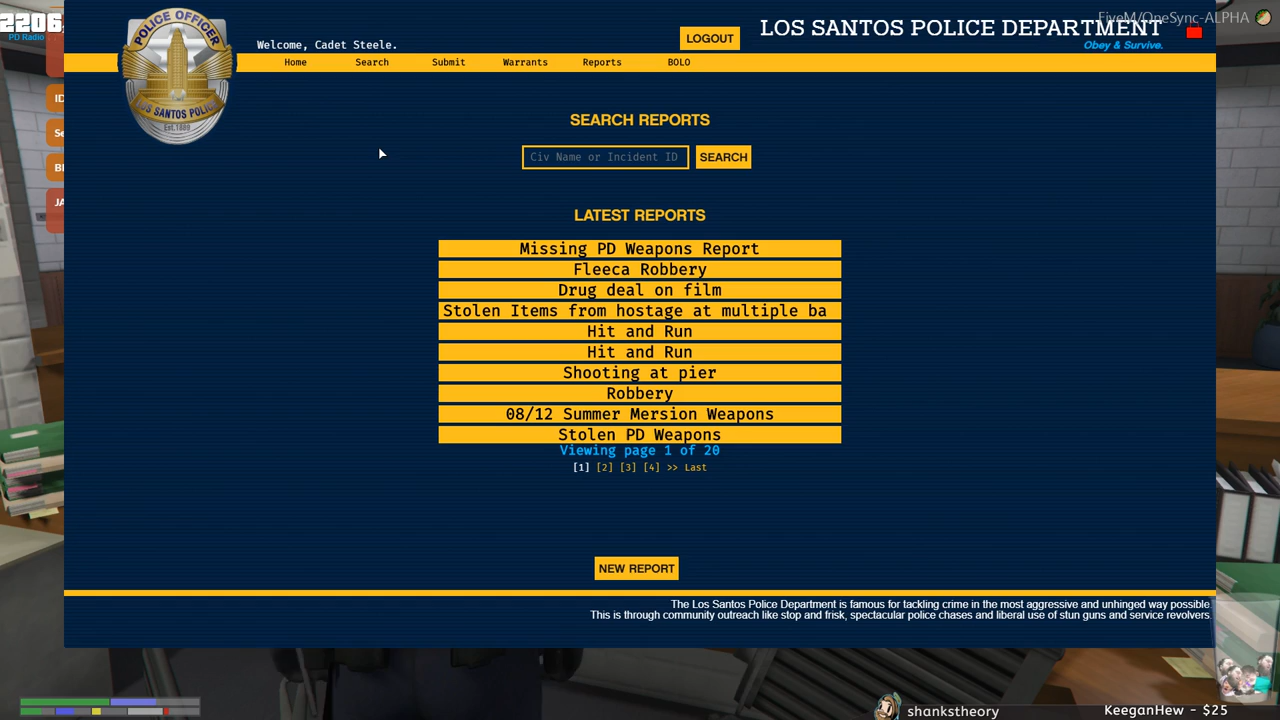 2206
PD Radio
FiveM/OneSync-ALPHA
POLICE OFFICER
LOS SANTOS POLICE
Est.1880
Welcome, Cadet Steele.
LOGOUT
LOS SANTOS POLICE DEPARTMENT
Obey & Survive.
Home Search Submit Warrants Reports BOLO
SEARCH REPORTS
Civ Name or Incident ID SEARCH
LATEST REPORTS
Missing PD Weapons Report
Fleeca Robbery
Drug deal on film
Stolen Items from hostage at multiple ba
Hit and Run
Hit and Run
Shooting at pier
Robbery
08/12 Summer Mersion Weapons
Stolen PD Weapons
Viewing page 1 of 20
[1] [2] [3] [4] >> Last
NEW REPORT
The Los Santos Police Department is famous for tackling crime in the most aggressive and unhinged way possible.
This is through community outreach like stop and frisk, spectacular police chases and liberal use of stun guns and service revolvers.
ID
Se
JA
shankstheory
KeeganHew - $25